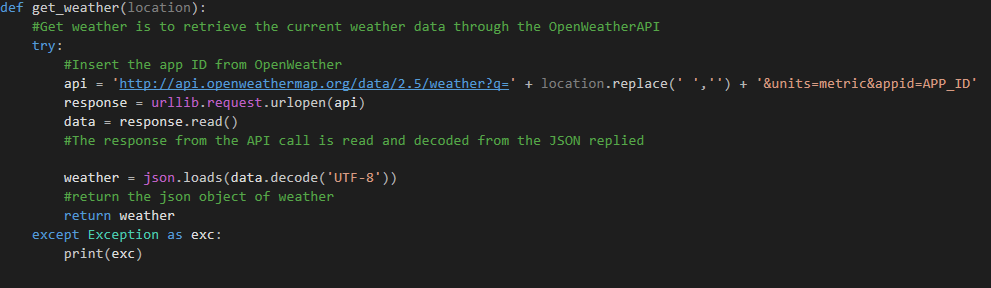 def get_weather(location):
    #Get weather is to retrieve the current weather data through the OpenWeatherAPI
    try:
        #Insert the app ID from OpenWeather
        api = 'http://api.openweathermap.org/data/2.5/weather?q=' + location.replace(' ','') + '&units=metric&appid=APP_ID'
        response = urllib.request.urlopen(api)
        data = response.read()
        #The response from the API call is read and decoded from the JSON replied
        weather = json.loads(data.decode('UTF-8'))
        #return the json object of weather
        return weather
    except Exception as exc:
        print(exc)